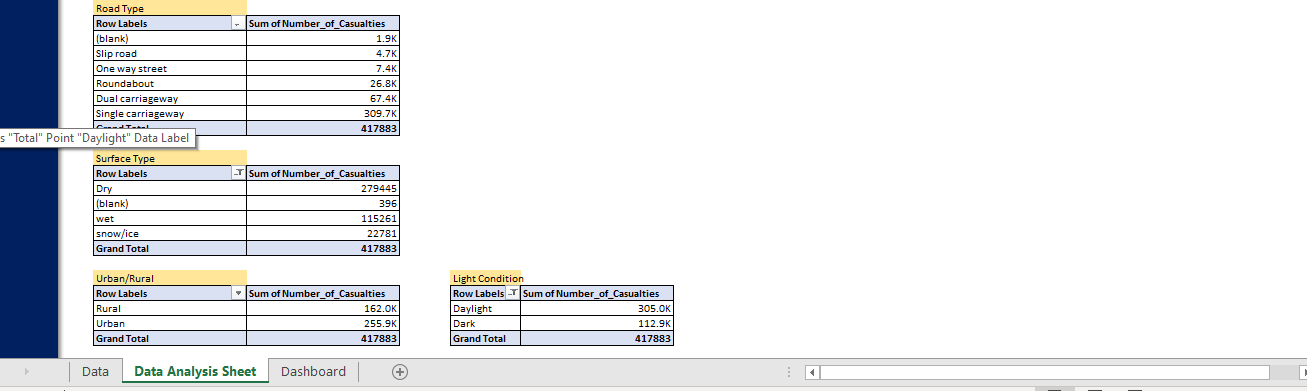 Road Type
Row Labels Sum of Number_of_Casualties
(blank) 1.9K
Slip road 4.7K
One way street 7.4K
Roundabout 26.8K
Dual carriageway 67.4K
Single carriageway 309.7K
Grand Total 417883
s "Total" Point "Daylight" Data Label
Surface Type
Row Labels Sum of Number_of_Casualties
Dry 279445
(blank) 396
wet 115261
snow/ice 22781
Grand Total 417883
Urban/Rural Light Condition
Row Labels Sum of Number_of_Casualties Row Labels Sum of Number_of_Casualties
Rural 162.0K Daylight 305.0K
Urban 255.9K Dark 112.9K
Grand Total 417883 Grand Total 417883
Data Data Analysis Sheet Dashboard